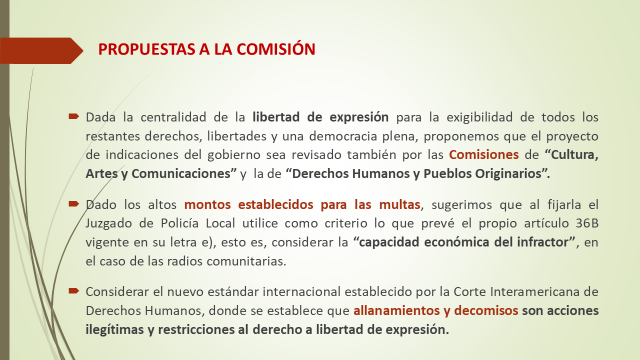 PROPUESTAS A LA COMISIÓN
Dada la centralidad de la libertad de expresión para la exigibilidad de todos los
restantes derechos, libertades y una democracia plena, proponemos que el proyecto
de indicaciones del gobierno sea revisado también por las Comisiones de “Cultura,
Artes y Comunicaciones” y la de “Derechos Humanos y Pueblos Originarios”.
Dado los altos montos establecidos para las multas, sugerimos que al fijarla el
Juzgado de Policía Local utilice como criterio lo que prevé el propio artículo 36B
vigente en su letra e), esto es, considerar la “capacidad económica del infractor”, en
el caso de las radios comunitarias.
Considerar el nuevo estándar internacional establecido por la Corte Interamericana de
Derechos Humanos, donde se establece que allanamientos y decomisos son acciones
ilegítimas y restricciones al derecho a libertad de expresión.